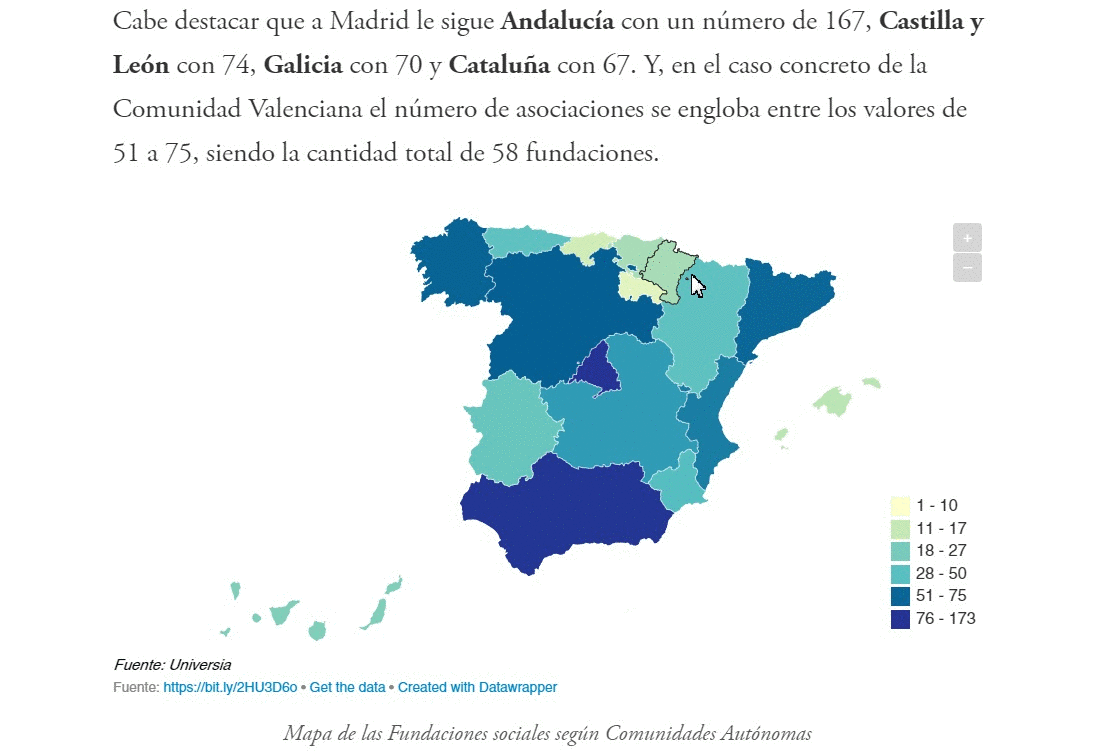 Cabe destacar que a Madrid le sigue Andalucía con un número de 167, Castilla y
León con 74, Galicia con 70 y Cataluña con 67. Y, en el caso concreto de la
Comunidad Valenciana el número de asociaciones se engloba entre los valores de
51 a 75, siendo la cantidad total de 58 fundaciones.
+
−
1 - 10
11 - 17
18 - 27
28 - 50
51 - 75
76 - 173
Fuente: Universia
Fuente: https://bit.ly/2HU3D6o • Get the data • Created with Datawrapper
Mapa de las Fundaciones sociales según Comunidades Autónomas